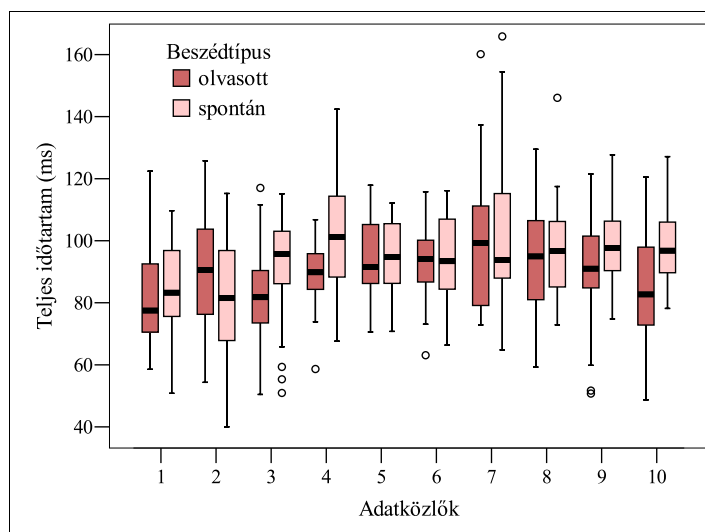 Beszédtípus
olvasott
spontán
Teljes időtartam (ms)
160
140
120
100
80
60
40
1 2 3 4 5 6 7 8 9 10
Adatközlők